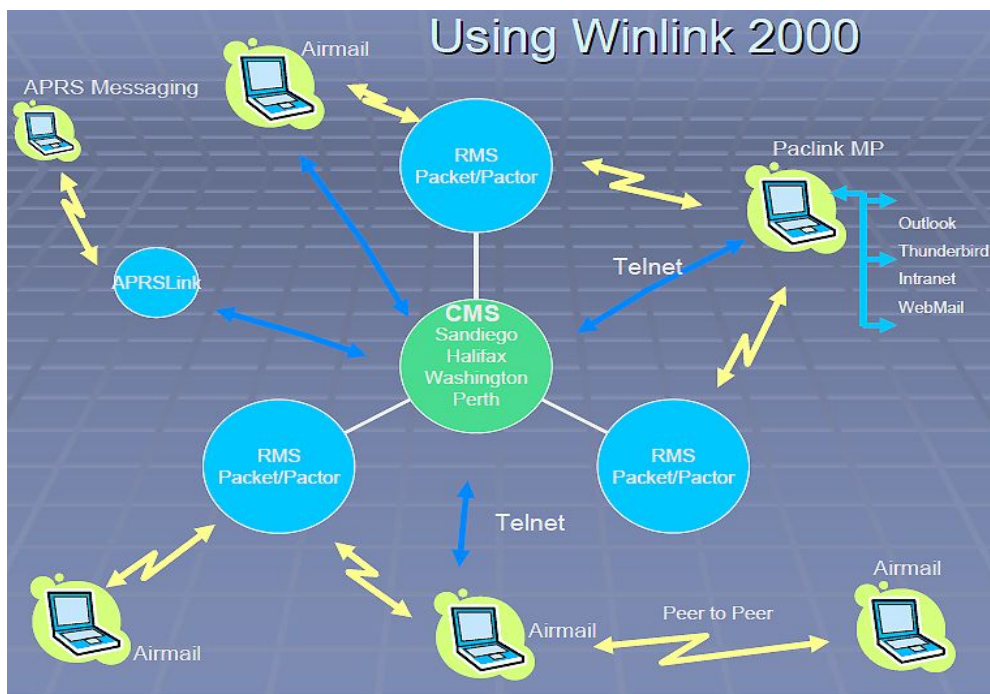 Using Winlink 2000
Airmail
APRS Messaging
RMS
Packet/Pactor
Paclink MP
Outlook
Thunderbird
Intranet
WebMail
Telnet
APRSLink
CMS
Sandiego
Halifax
Washington
Perth
RMS
Packet/Pactor
RMS
Packet/Pactor
Telnet
Airmail
Airmail
Peer to Peer
Airmail